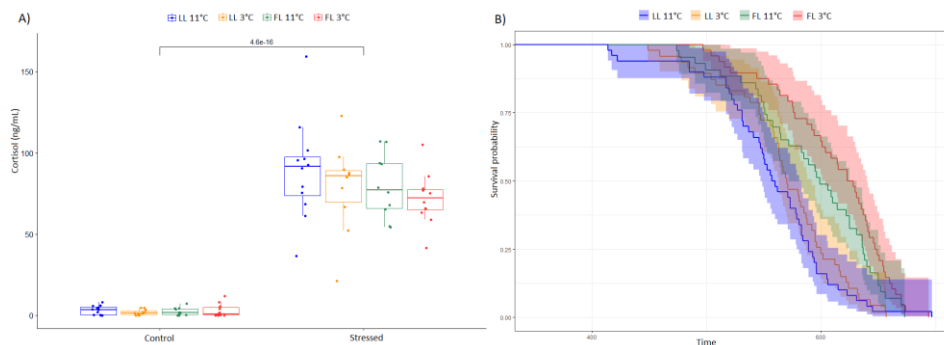 A)
LL 11°C LL 3°C FL 11°C FL 3°C
4.6e-16
Cortisol (ng/mL)
150
100
50
0
Control Stressed
B)
LL 11°C LL 3°C FL 11°C FL 3°C
Survival probability
1.00
0.75
0.50
0.25
0.00
400 500 600
Time